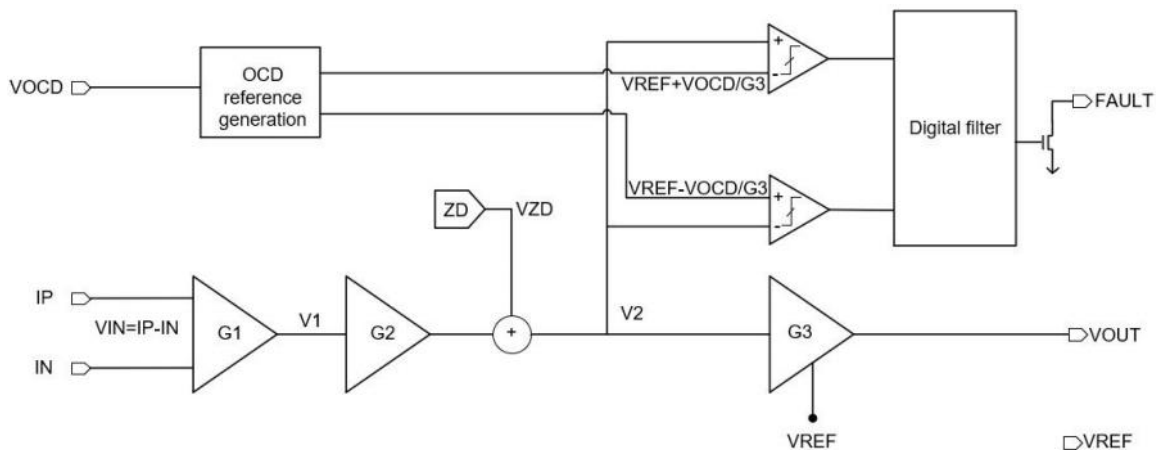 VOCD
OCD
reference
generation
+
-
VREF+VOCD/G3
Digital filter
FAULT
VREF-VOCD/G3
+
-
ZD
VZD
IP
VIN=IP-IN
IN
G1
V1
G2
+
V2
G3
VOUT
VREF
VREF